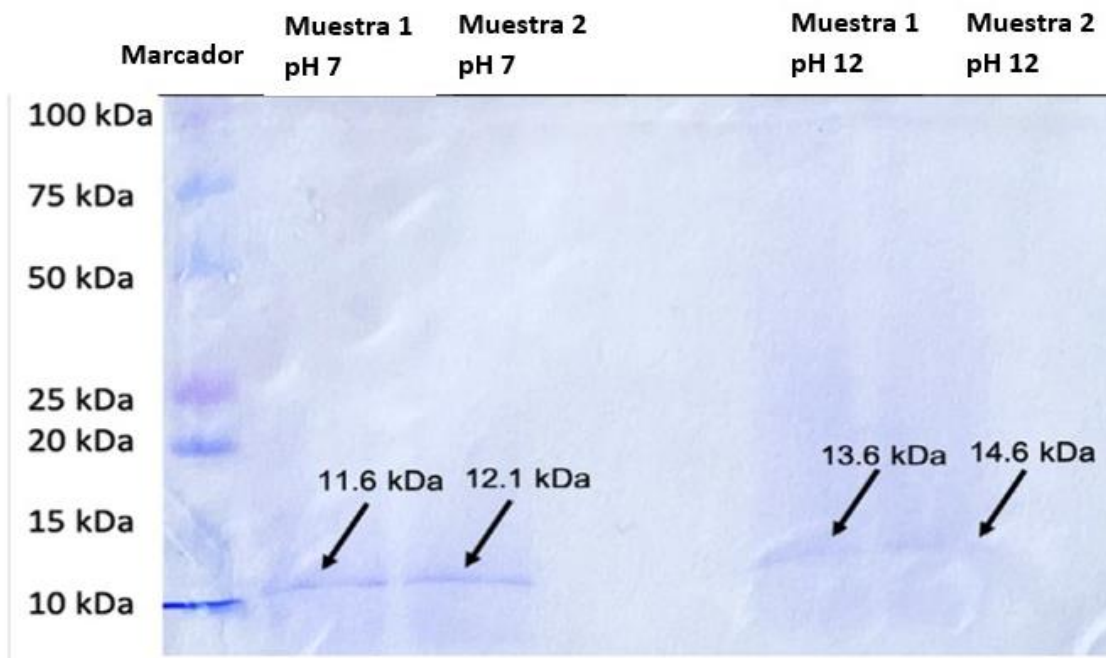 Marcador
Muestra 1
pH 7
Muestra 2
pH 7
Muestra 1
pH 12
Muestra 2
pH 12
100 kDa
75 kDa
50 kDa
25 kDa
20 kDa
15 kDa
10 kDa
11.6 kDa
12.1 kDa
13.6 kDa
14.6 kDa